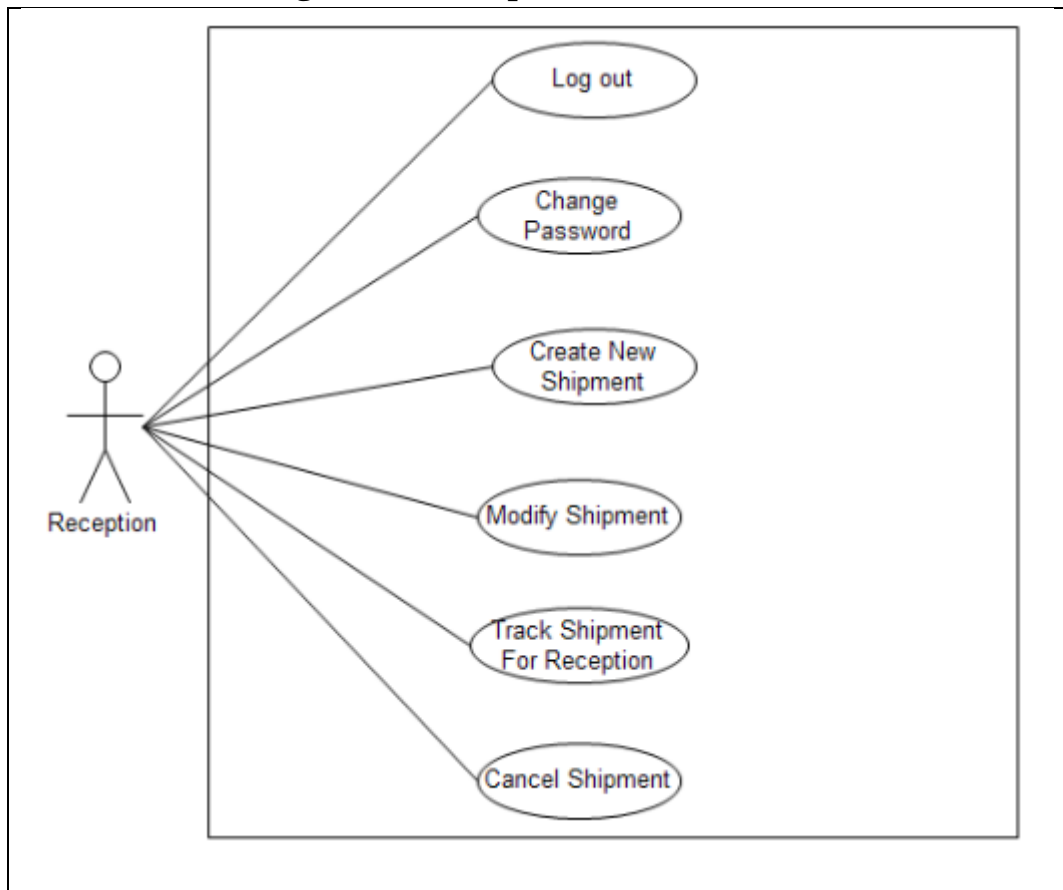 Log out
Change
Password
Create New
Shipment
Reception
Modify Shipment
Track Shipment
For Reception
Cancel Shipment